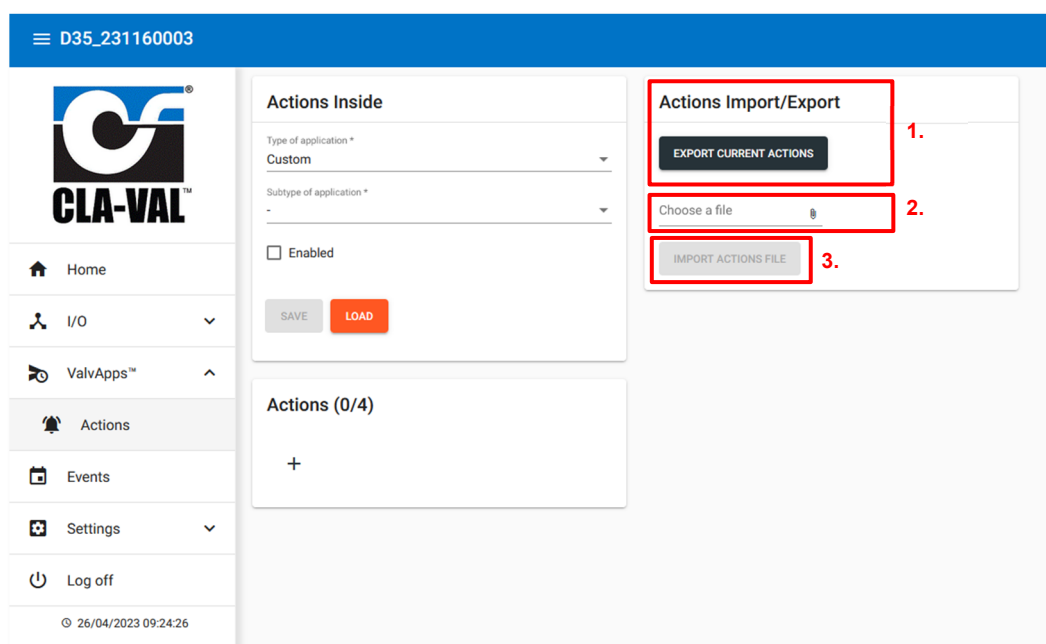 D35_231160003
®
CLA-VAL™
Home
I/O
ValvApps™
Actions
Events
Settings
Log off
26/04/2023 09:24:26
Actions Inside
Type of application *
Custom
Subtype of application *
-
Enabled
SAVE LOAD
Actions (0/4)
+
Actions Import/Export
1.
EXPORT CURRENT ACTIONS
Choose a file
2.
IMPORT ACTIONS FILE
3.